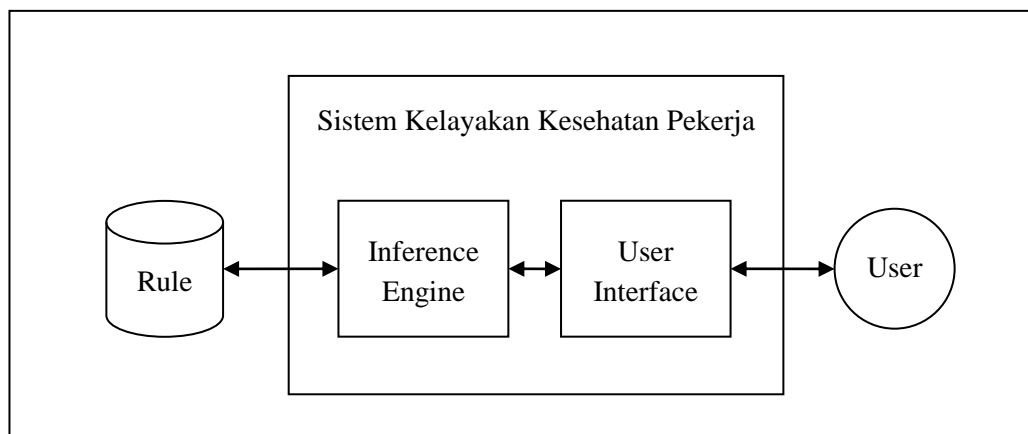 Sistem Kelayakan Kesehatan Pekerja
Rule
Inference
Engine
User
Interface
User